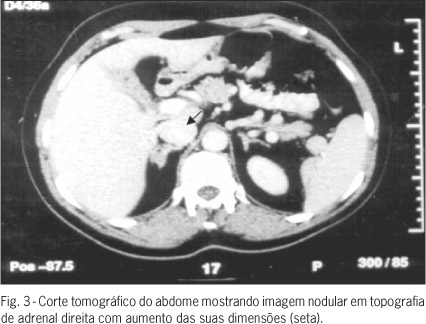 D4/35a
L
Pos -87.5
17
P
300 / 85
Fig. 3 - Corte tomográfico do abdome mostrando imagem nodular em topografia
de adrenal direita com aumento das suas dimensões (seta).